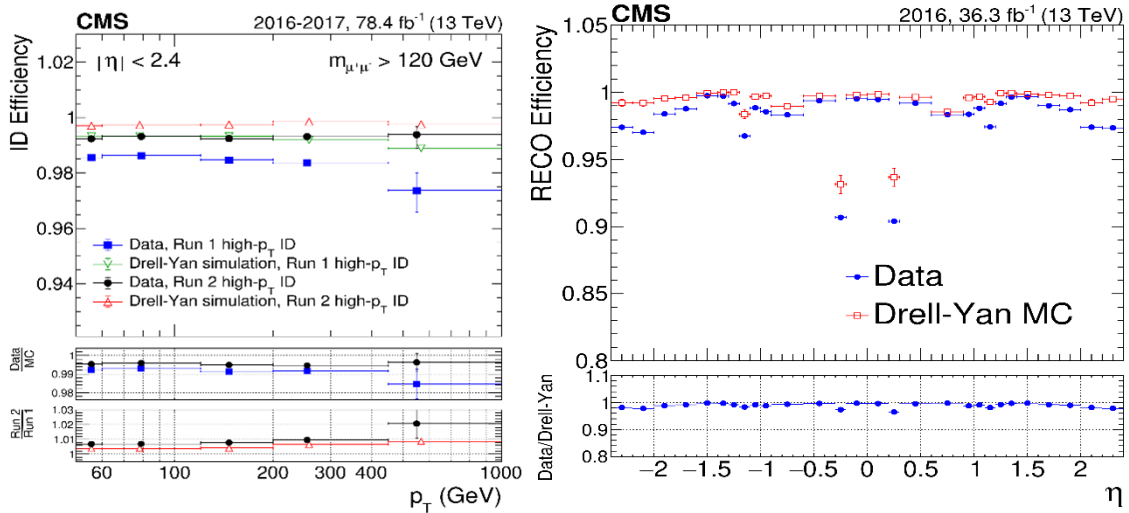 CMS 2016-2017, 78.4 fb-1 (13 TeV)
ID Efficiency
1.02
1
0.98
0.96
0.94
|η| < 2.4
mμ+μ- > 120 GeV
Data, Run 1 high-pT ID
Drell-Yan simulation, Run 1 high-pT ID
Data, Run 2 high-pT ID
Drell-Yan simulation, Run 2 high-pT ID
Data
MC
1
0.99
0.98
Run 2
Run 1
1.03
1.02
1.01
1
60 100 200 300 400 1000
pT (GeV)
CMS 2016, 36.3 fb-1 (13 TeV)
RECO Efficiency
1.05
1
0.95
0.9
0.85
0.8
Data
Drell-Yan MC
Data/Drell-Yan
1.1
1
0.9
0.8
−2 −1.5 −1 −0.5 0 0.5 1 1.5 2
η